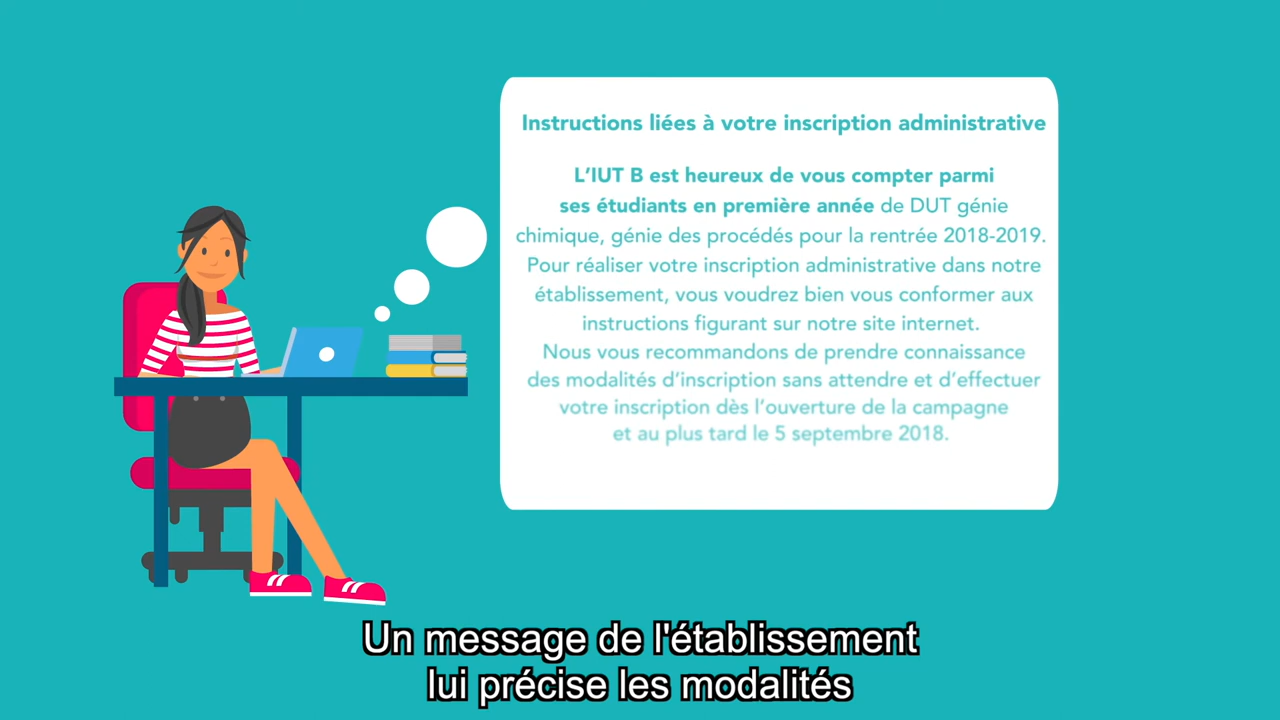 Instructions liées à votre inscription administrative
L'IUT B est heureux de vous compter parmi
ses étudiants en première année de DUT génie
chimique, génie des procédés pour la rentrée 2018-2019.
Pour réaliser votre inscription administrative dans notre
établissement, vous voudrez bien vous conformer aux
instructions figurant sur notre site internet.
Nous vous recommandons de prendre connaissance
des modalités d'inscription sans attendre et d'effectuer
votre inscription dès l'ouverture de la campagne
et au plus tard le 5 septembre 2018.
Un message de l'établissement
lui précise les modalités